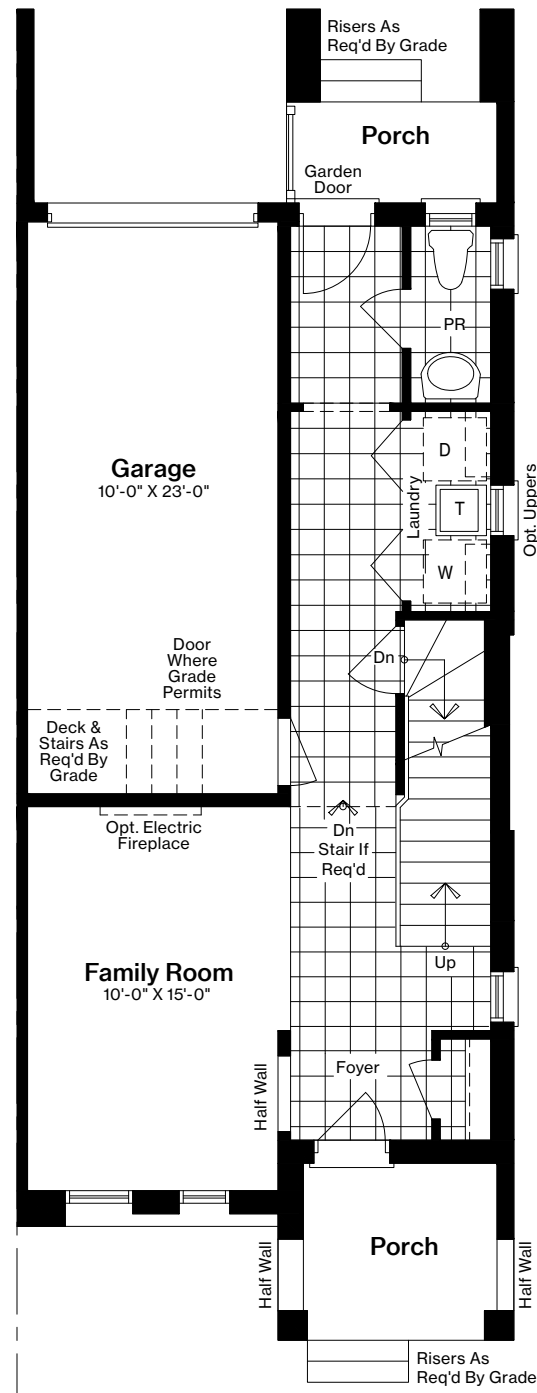 Risers As
Req'd By Grade
Porch
Garden
Door
PR
Garage
10'-0" X 23'-0"
D
Laundry
T
Opt. Uppers
W
Door
Where
Grade
Permits
Dn
Deck &
Stairs As
Req'd By
Grade
Opt. Electric
Fireplace
Dn
Stair If
Req'd
Family Room
10'-0" X 15'-0"
Up
Half Wall
Foyer
Half Wall
Porch
Half Wall
Risers As
Req'd By Grade